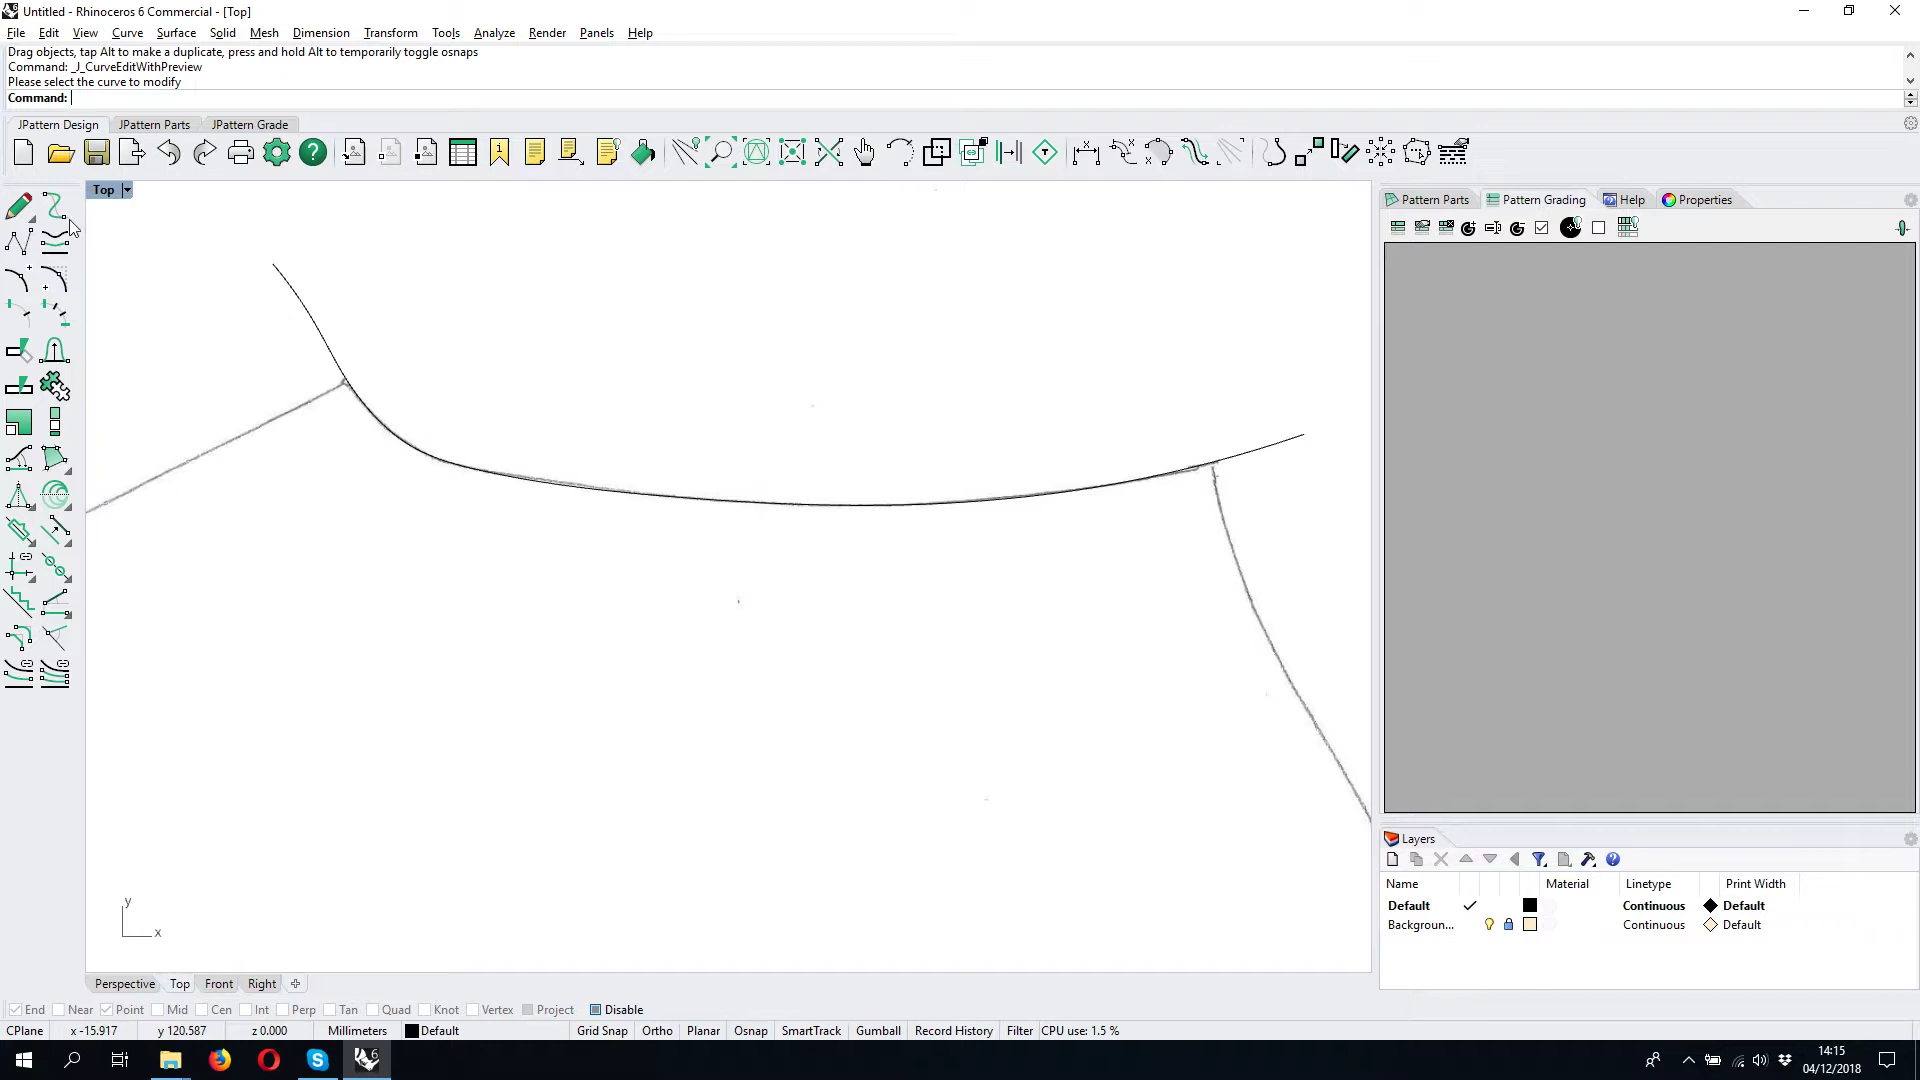 Untitled - Rhinoceros 6 Commercial - [Top]
File Edit View Curve Surface Solid Mesh Dimension Transform Tools Analyze Render Panels Help
Drag objects, tap Alt to make a duplicate, press and hold Alt to temporarily toggle osnaps
Command: _J_CurveEditWithPreview
Please select the curve to modify
Command:
JPattern Design JPattern Parts JPattern Grade
Top
Pattern Parts Pattern Grading Help Properties
Layers
Name Material Linetype Print Width
Default Continuous Default
Backgroun... Continuous Default
y
x
Perspective Top Front Right
End Near Point Mid Cen Int Perp Tan Quad Knot Vertex Project Disable
CPlane x -15.917 y 120.587 z 0.000 Millimeters Default Grid Snap Ortho Planar Osnap SmartTrack Gumball Record History Filter CPU use: 1.5 %
14:15
04/12/2018